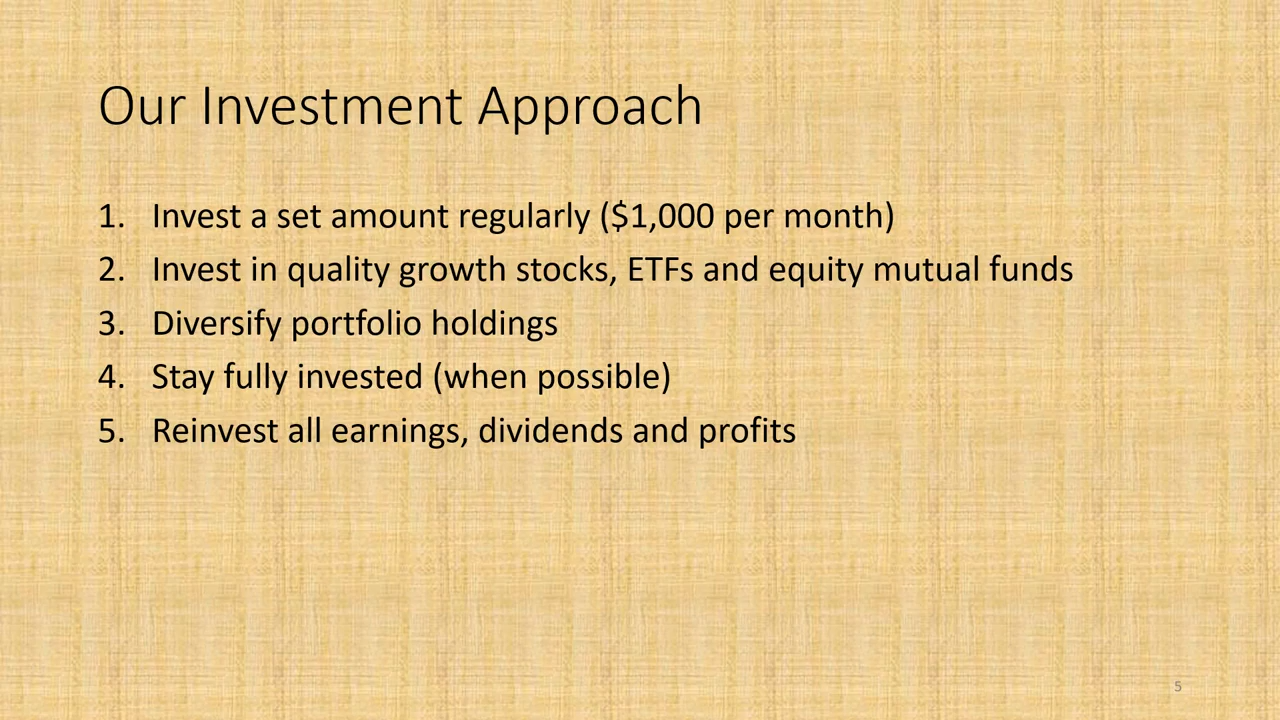 Our Investment Approach
1. Invest a set amount regularly ($1,000 per month)
2. Invest in quality growth stocks, ETFs and equity mutual funds
3. Diversify portfolio holdings
4. Stay fully invested (when possible)
5. Reinvest all earnings, dividends and profits
5